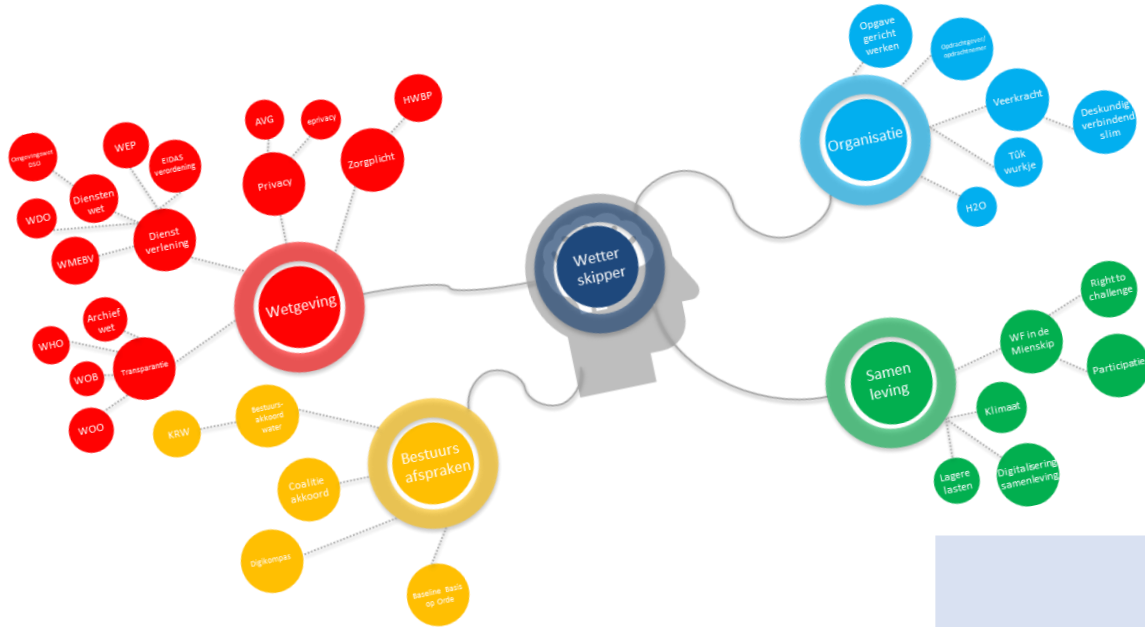 Wetter
skipper
Wetgeving
Privacy
AVG
eprivacy
Zorgplicht
HWBP
Dienst
verlening
Omgevingswet
DSO
WEP
EIDAS
verordening
Diensten
wet
WDO
WMEBV
Transparantie
Archief
wet
WHO
WOB
WOO
Bestuurs
afspraken
Bestuurs-
akkoord
water
KRW
Coalitie
akkoord
Digikompas
Baseline Basis
op Orde
Organisatie
Opgave
gericht
werken
Opdrachtgever/
opdrachtnemer
Veerkracht
Deskundig
verbindend
slim
Tûk
wurkje
H2O
Samen
leving
WF in de
Mienskip
Right to
challenge
Participatie
Klimaat
Digitalisering
samenleving
Lagere
lasten